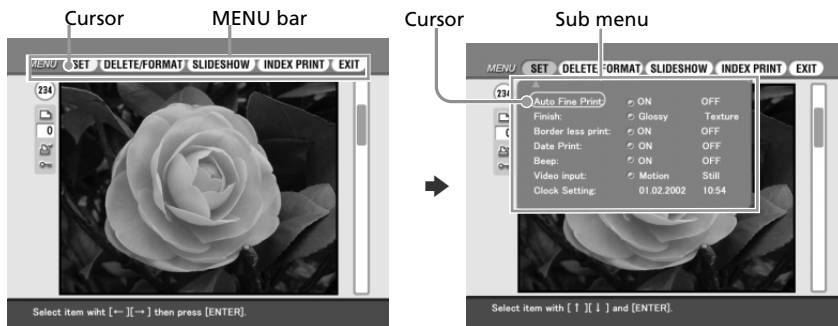 Cursor
MENU bar
MENU SET DELETE/FORMAT SLIDESHOW INDEX PRINT EXIT
234
0
Select item wiht [←][→] then press [ENTER].
Cursor
Sub menu
MENU SET DELETE/FORMAT SLIDESHOW INDEX PRINT EXIT
234
Auto Fine Print: ON OFF
Finish: Glossy Texture
Border less print: ON OFF
Date Print: ON OFF
Beep: ON OFF
Video input: Motion Still
Clock Setting: 01.02.2002 10:54
Select item with [↑][↓] and [ENTER].